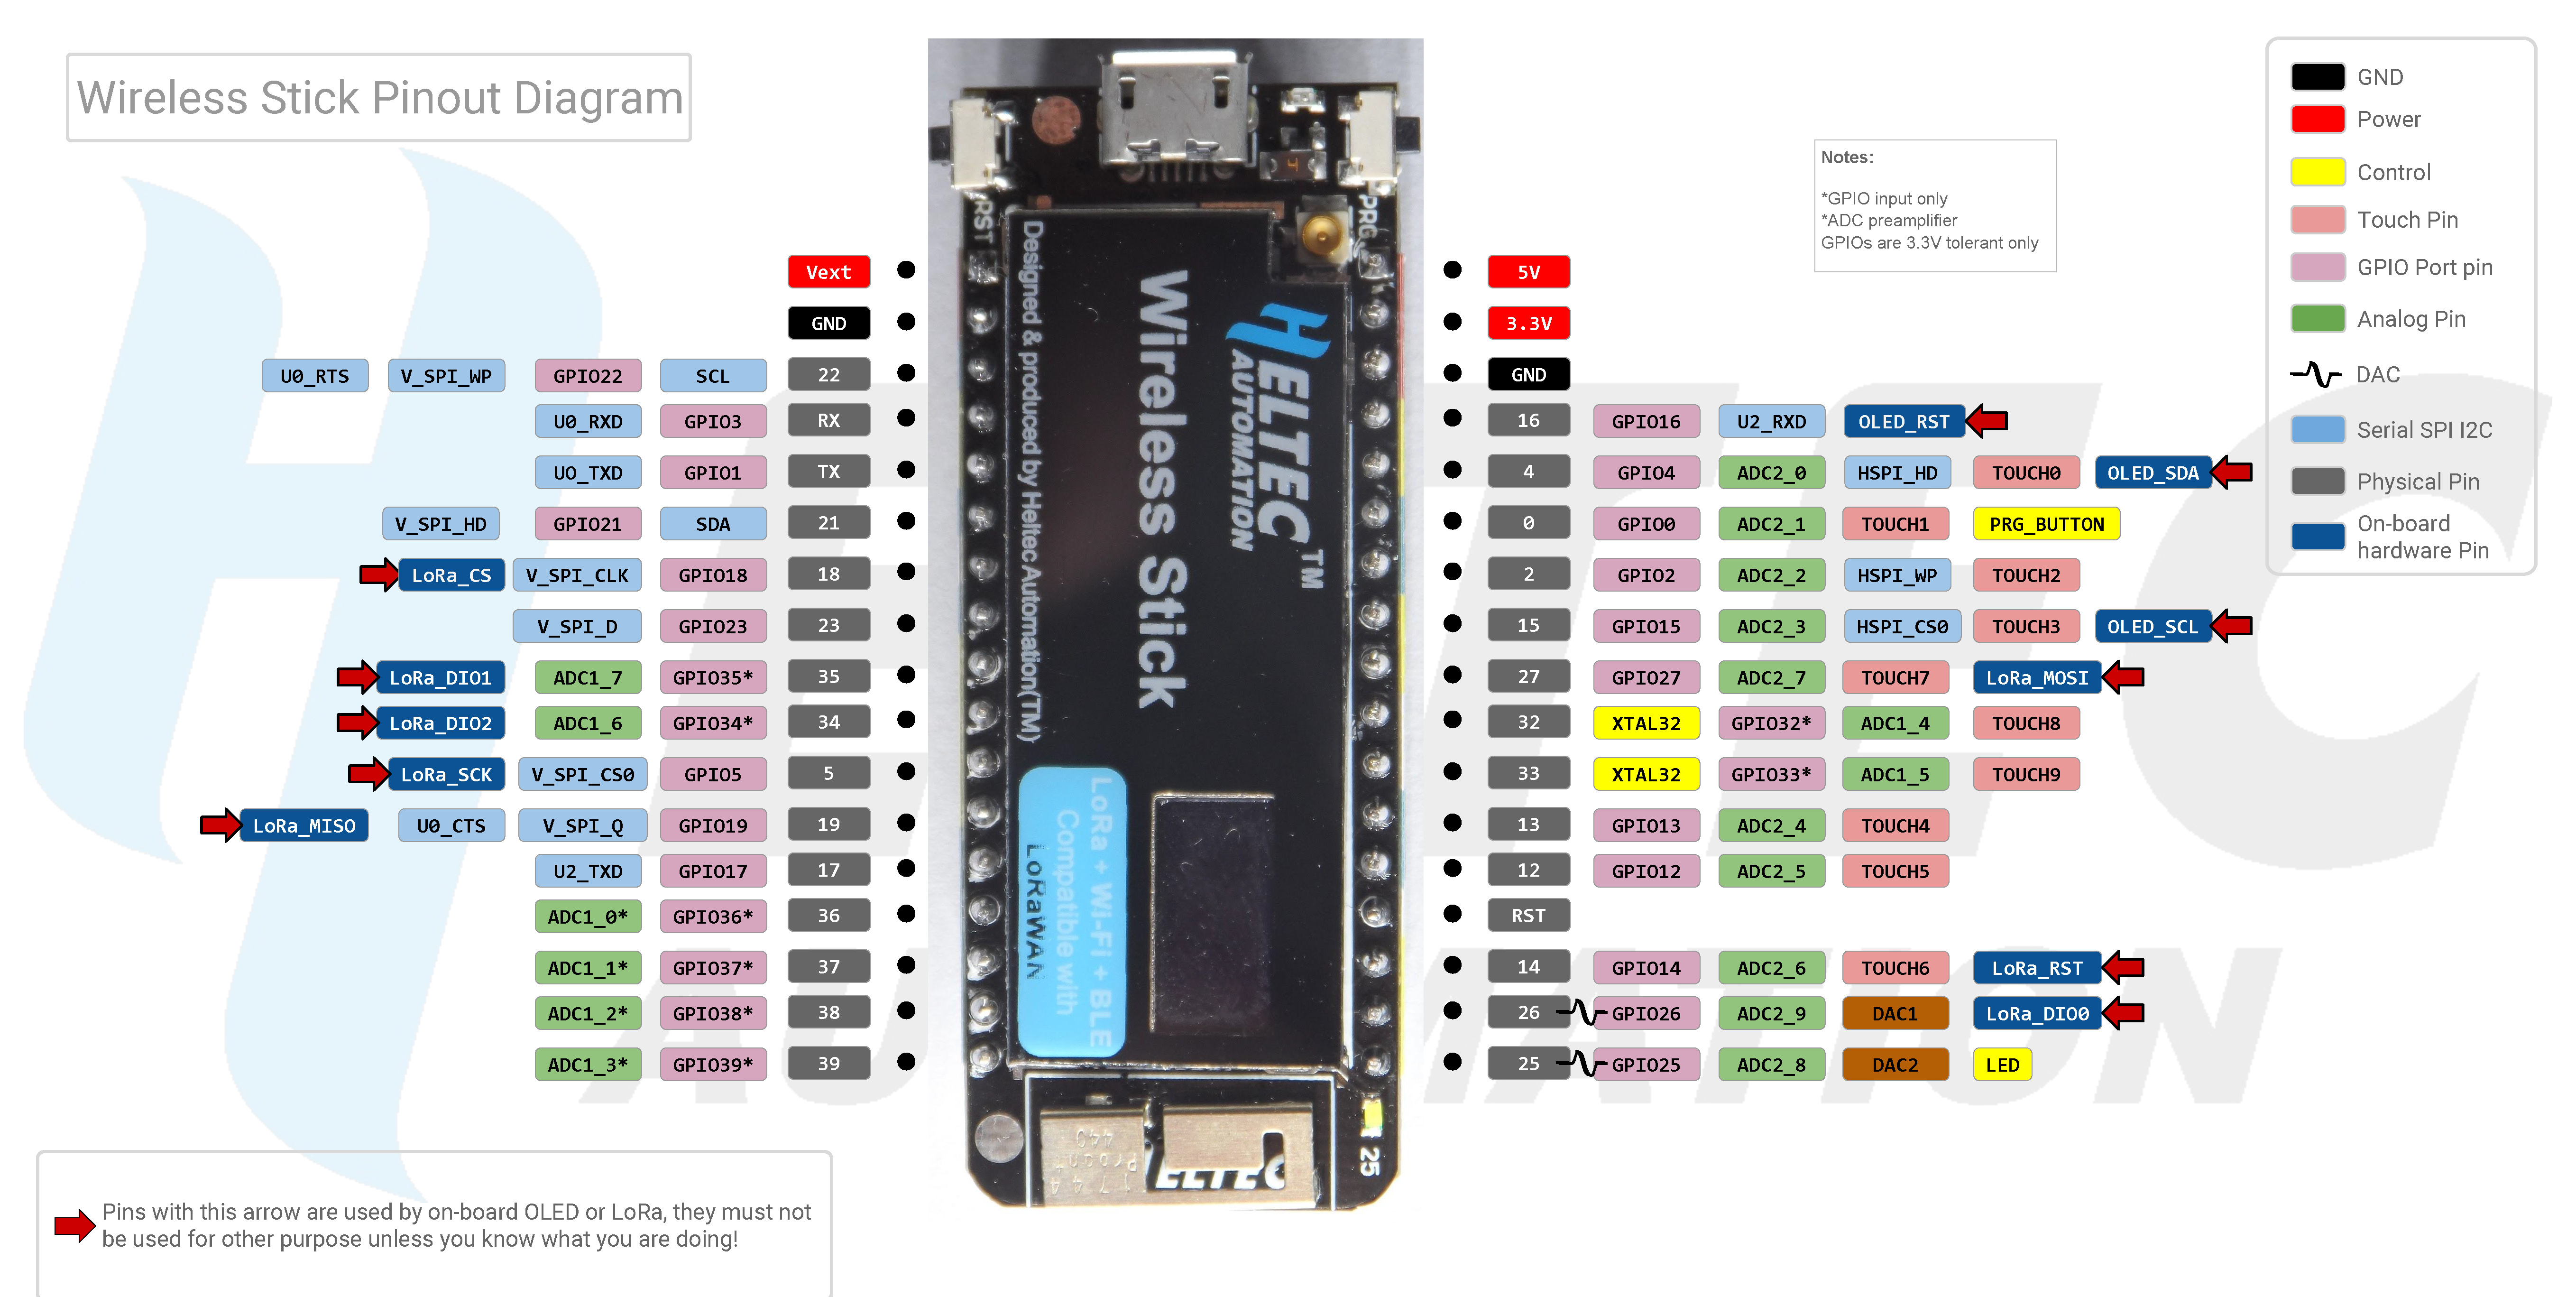 Wireless Stick Pinout Diagram
GND
Power
Control
Touch Pin
GPIO Port pin
Analog Pin
DAC
Serial SPI I2C
Physical Pin
On-board
hardware Pin
Notes:
*GPIO input only
*ADC preamplifier
GPIOs are 3.3V tolerant only
Vext
GND
U0_RTS V_SPI_WP GPIO22 SCL 22
U0_RXD GPIO3 RX
UO_TXD GPIO1 TX
V_SPI_HD GPIO21 SDA 21
LoRa_CS V_SPI_CLK GPIO18 18
V_SPI_D GPIO23 23
LoRa_DIO1 ADC1_7 GPIO35* 35
LoRa_DIO2 ADC1_6 GPIO34* 34
LoRa_SCK V_SPI_CS0 GPIO5 5
LoRa_MISO U0_CTS V_SPI_Q GPIO19 19
U2_TXD GPIO17 17
ADC1_0* GPIO36* 36
ADC1_1* GPIO37* 37
ADC1_2* GPIO38* 38
ADC1_3* GPIO39* 39
RST
PRG
Designed & produced by Heltec Automation(TM)
Wireless Stick
HELTEC TM
AUTOMATION
LoRa + Wi-Fi + BLE
Compatible with
LoRaWAN
25
5V
3.3V
GND
16 GPIO16 U2_RXD OLED_RST
4 GPIO4 ADC2_0 HSPI_HD TOUCH0 OLED_SDA
0 GPIO0 ADC2_1 TOUCH1 PRG_BUTTON
2 GPIO2 ADC2_2 HSPI_WP TOUCH2
15 GPIO15 ADC2_3 HSPI_CS0 TOUCH3 OLED_SCL
27 GPIO27 ADC2_7 TOUCH7 LoRa_MOSI
32 XTAL32 GPIO32* ADC1_4 TOUCH8
33 XTAL32 GPIO33* ADC1_5 TOUCH9
13 GPIO13 ADC2_4 TOUCH4
12 GPIO12 ADC2_5 TOUCH5
RST
14 GPIO14 ADC2_6 TOUCH6 LoRa_RST
26 GPIO26 ADC2_9 DAC1 LoRa_DIO0
25 GPIO25 ADC2_8 DAC2 LED
Pins with this arrow are used by on-board OLED or LoRa, they must not
be used for other purpose unless you know what you are doing!